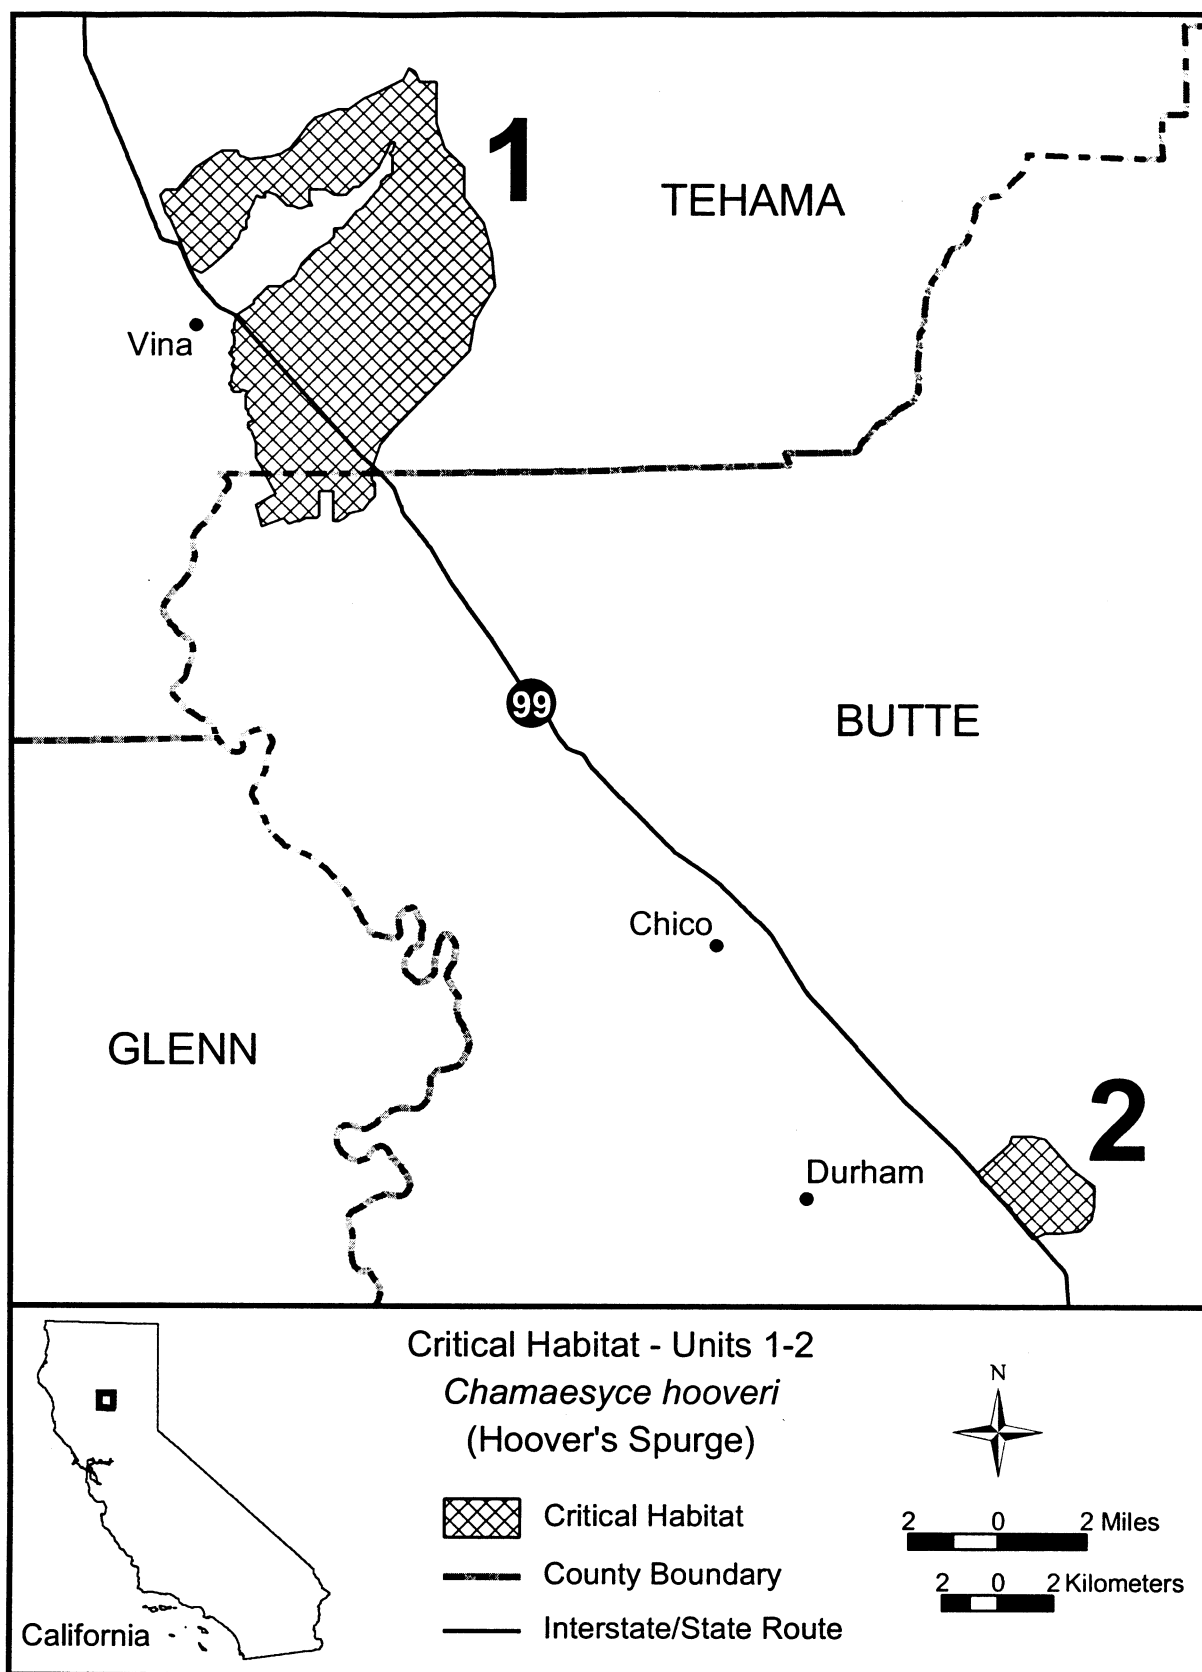 1
TEHAMA
Vina
99
BUTTE
Chico
GLENN
2
Durham
Critical Habitat - Units 1-2
Chamaesyce hooveri
(Hoover's Spurge)
N
Critical Habitat
County Boundary
Interstate/State Route
2 0 2 Miles
2 0 2 Kilometers
California